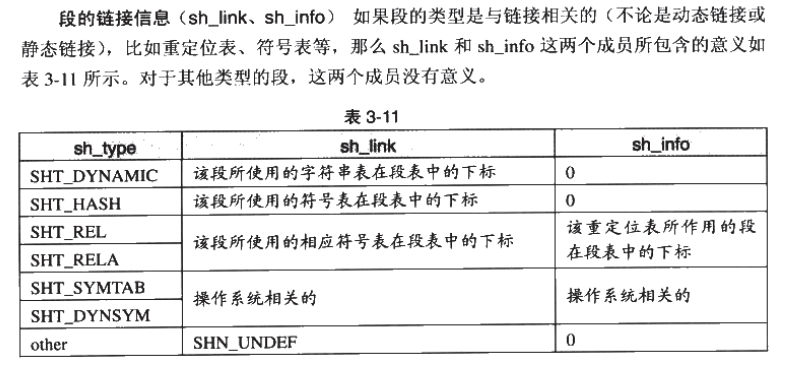 段的链接信息（sh_link、sh_info） 如果段的类型是与链接相关的（不论是动态链接或
静态链接），比如重定位表、符号表等，那么 sh_link 和 sh_info 这两个成员所包含的意义如
表 3-11 所示。对于其他类型的段，这两个成员没有意义。
表 3-11
sh_type sh_link sh_info
SHT_DYNAMIC 该段所使用的字符串表在段表中的下标 0
SHT_HASH 该段所使用的符号表在段表中的下标 0
SHT_REL
SHT_RELA
该段所使用的相应符号表在段表中的下标
该重定位表所作用的段
在段表中的下标
SHT_SYMTAB
SHT_DYNSYM
操作系统相关的 操作系统相关的
other SHN_UNDEF 0